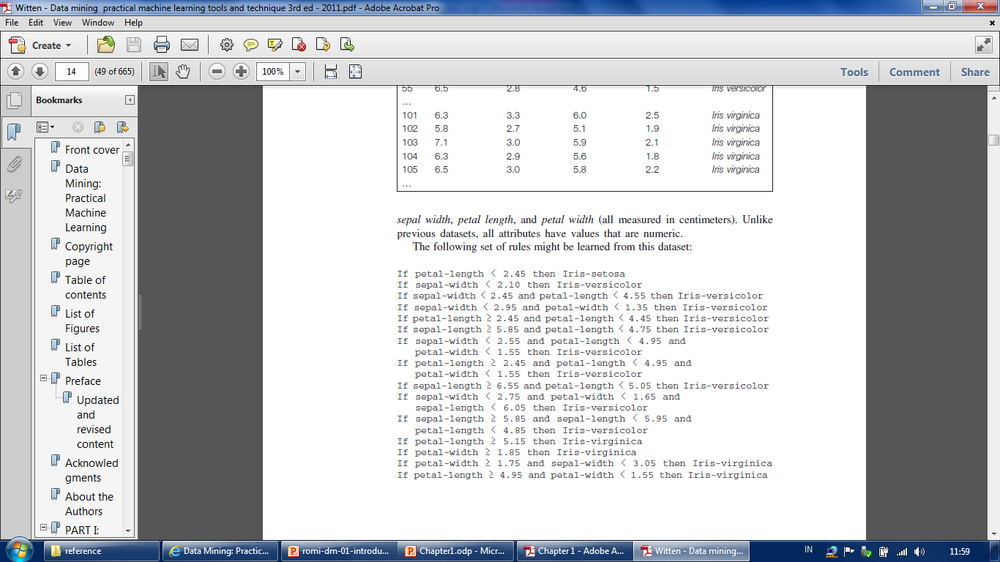 Witten - Data mining  practical machine learning tools and technique 3rd ed - 2011.pdf - Adobe Acrobat Pro
File Edit View Window Help
Create
14 (49 of 665) 100% Tools Comment Share
Bookmarks
Front cover
Data
Mining:
Practical
Machine
Learning
Copyright
page
Table of
contents
List of
Figures
List of
Tables
Preface
Updated
and
revised
content
Acknowled
gments
About the
Authors
PART I:
55 6.5 2.8 4.6 1.5 Iris versicolor
...
101 6.3 3.3 6.0 2.5 Iris virginica
102 5.8 2.7 5.1 1.9 Iris virginica
103 7.1 3.0 5.9 2.1 Iris virginica
104 6.3 2.9 5.6 1.8 Iris virginica
105 6.5 3.0 5.8 2.2 Iris virginica
...
sepal width, petal length, and petal width (all measured in centimeters). Unlike
previous datasets, all attributes have values that are numeric.
The following set of rules might be learned from this dataset:
If petal-length < 2.45 then Iris-setosa
If sepal-width < 2.10 then Iris-versicolor
If sepal-width < 2.45 and petal-length < 4.55 then Iris-versicolor
If sepal-width < 2.95 and petal-width < 1.35 then Iris-versicolor
If petal-length ≥ 2.45 and petal-length < 4.45 then Iris-versicolor
If sepal-length ≥ 5.85 and petal-length < 4.75 then Iris-versicolor
If sepal-width < 2.55 and petal-length < 4.95 and
petal-width < 1.55 then Iris-versicolor
If petal-length ≥ 2.45 and petal-length < 4.95 and
petal-width < 1.55 then Iris-versicolor
If sepal-length ≥ 6.55 and petal-length < 5.05 then Iris-versicolor
If sepal-width < 2.75 and petal-width < 1.65 and
sepal-length < 6.05 then Iris-versicolor
If sepal-length ≥ 5.85 and sepal-length < 5.95 and
petal-length < 4.85 then Iris-versicolor
If petal-length ≥ 5.15 then Iris-virginica
If petal-width ≥ 1.85 then Iris-virginica
If petal-width ≥ 1.75 and sepal-width < 3.05 then Iris-virginica
If petal-length ≥ 4.95 and petal-width < 1.55 then Iris-virginica
reference Data Mining: Practic... romi-dm-01-introdu... Chapter1.odp - Micr... Chapter 1 - Adobe A... Witten - Data mining... IN 11:59